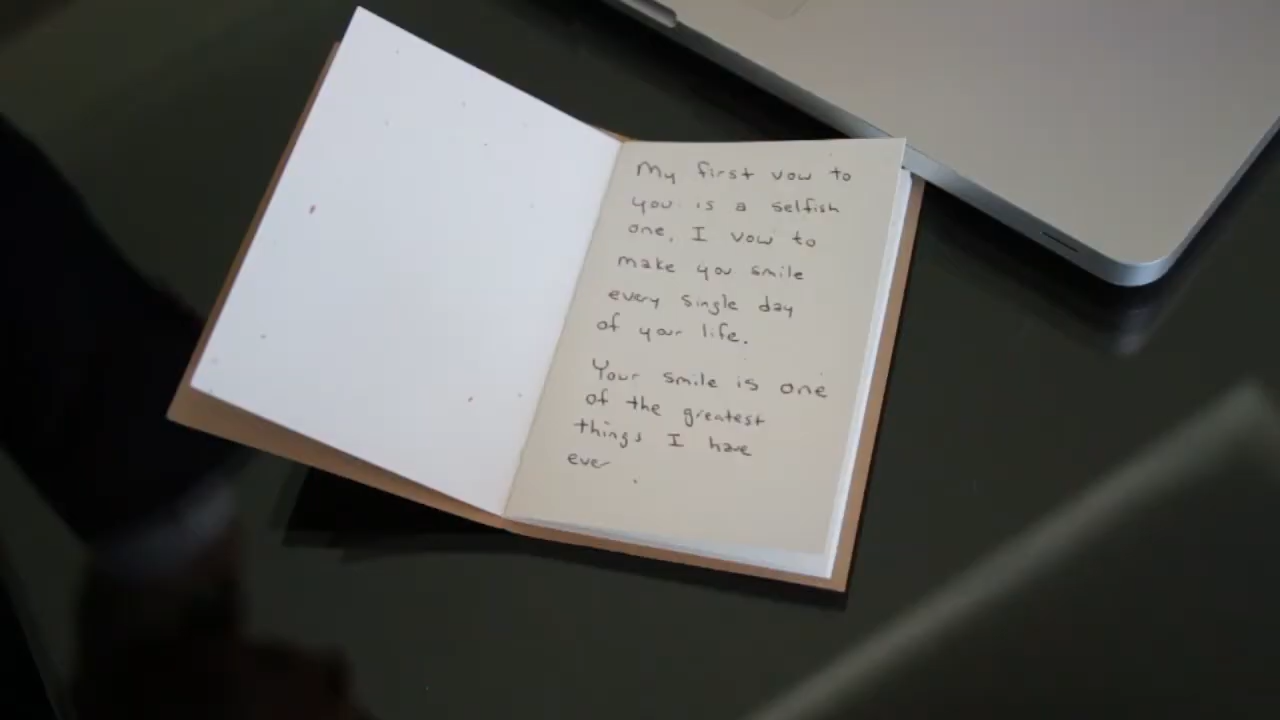 My first vow to
you is a selfish
one, I vow to
make you smile
every single day
of your life.
Your smile is one
of the greatest
things I have
ever